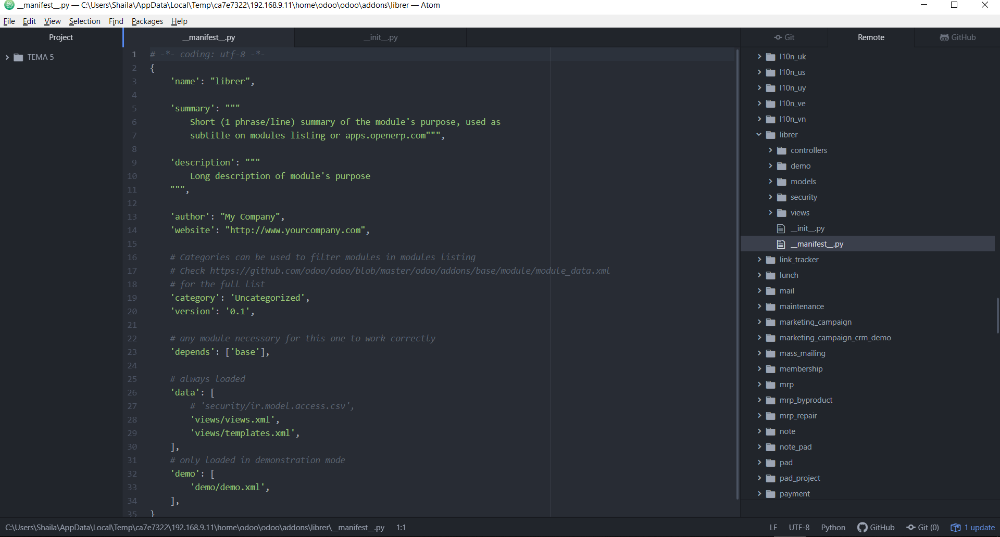 __manifest__.py — C:\Users\Shaila\AppData\Local\Temp\ca7e7322\192.168.9.11\home\odoo\odoo\addons\librer — Atom
File Edit View Selection Find Packages Help
Project
TEMA 5
__manifest__.py
__init__.py
1 # -*- coding: utf-8 -*-
2 {
3 'name': "librer",
4
5 'summary': """
6 Short (1 phrase/line) summary of the module's purpose, used as
7 subtitle on modules listing or apps.openerp.com""",
8
9 'description': """
10 Long description of module's purpose
11 """,
12
13 'author': "My Company",
14 'website': "http://www.yourcompany.com",
15
16 # Categories can be used to filter modules in modules listing
17 # Check https://github.com/odoo/odoo/blob/master/odoo/addons/base/module/module_data.xml
18 # for the full list
19 'category': 'Uncategorized',
20 'version': '0.1',
21
22 # any module necessary for this one to work correctly
23 'depends': ['base'],
24
25 # always loaded
26 'data': [
27 # 'security/ir.model.access.csv',
28 'views/views.xml',
29 'views/templates.xml',
30 ],
31 # only loaded in demonstration mode
32 'demo': [
33 'demo/demo.xml',
34 ],
35 }
Git
Remote
GitHub
l10n_uk
l10n_us
l10n_uy
l10n_ve
l10n_vn
librer
controllers
demo
models
security
views
__init__.py
__manifest__.py
link_tracker
lunch
mail
maintenance
marketing_campaign
marketing_campaign_crm_demo
mass_mailing
membership
mrp
mrp_byproduct
mrp_repair
note
note_pad
pad
pad_project
payment
C:\Users\Shaila\AppData\Local\Temp\ca7e7322\192.168.9.11\home\odoo\odoo\addons\librer\__manifest__.py 1:1
LF UTF-8 Python GitHub Git (0) 1 update